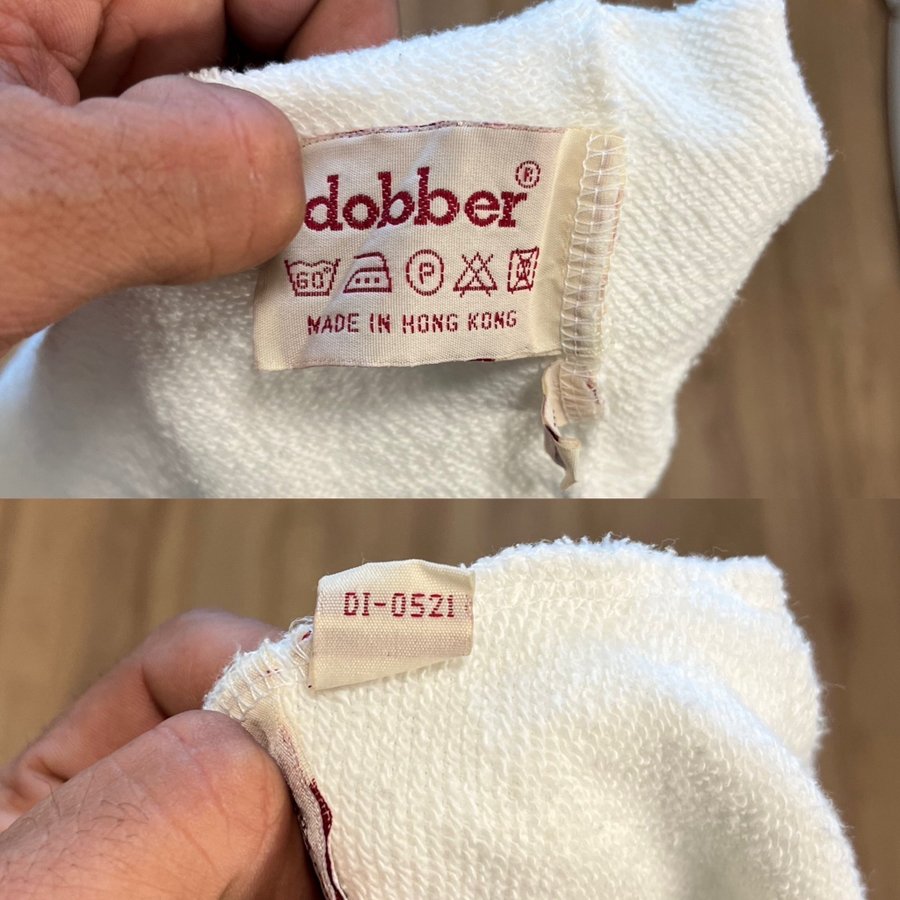 dobber®
60° P
MADE IN HONG KONG
DI-0521